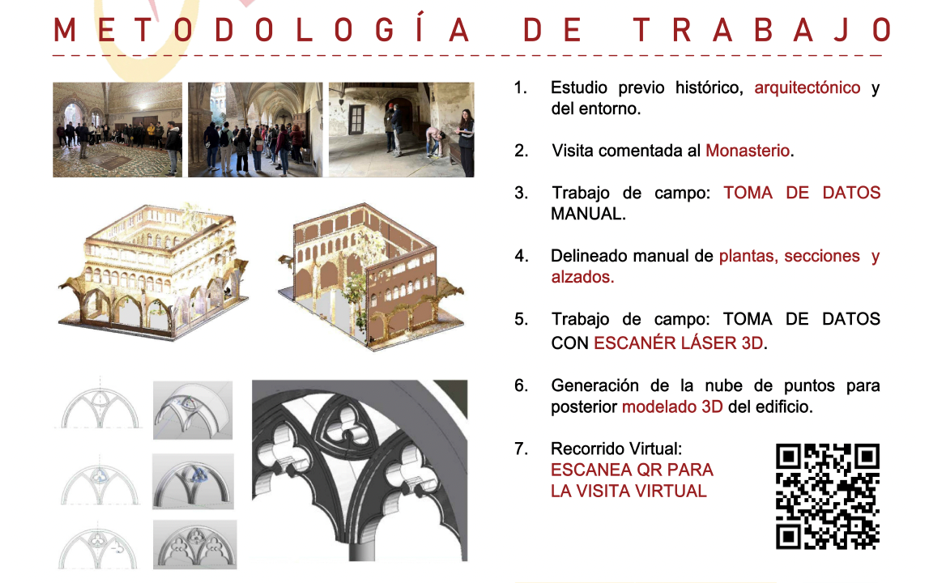 METODOLOGÍA DE TRABAJO
1. Estudio previo histórico, arquitectónico y
del entorno.
2. Visita comentada al Monasterio.
3. Trabajo de campo: TOMA DE DATOS
MANUAL.
4. Delineado manual de plantas, secciones y
alzados.
5. Trabajo de campo: TOMA DE DATOS
CON ESCANÉR LÁSER 3D.
6. Generación de la nube de puntos para
posterior modelado 3D del edificio.
7. Recorrido Virtual:
ESCANEA QR PARA
LA VISITA VIRTUAL